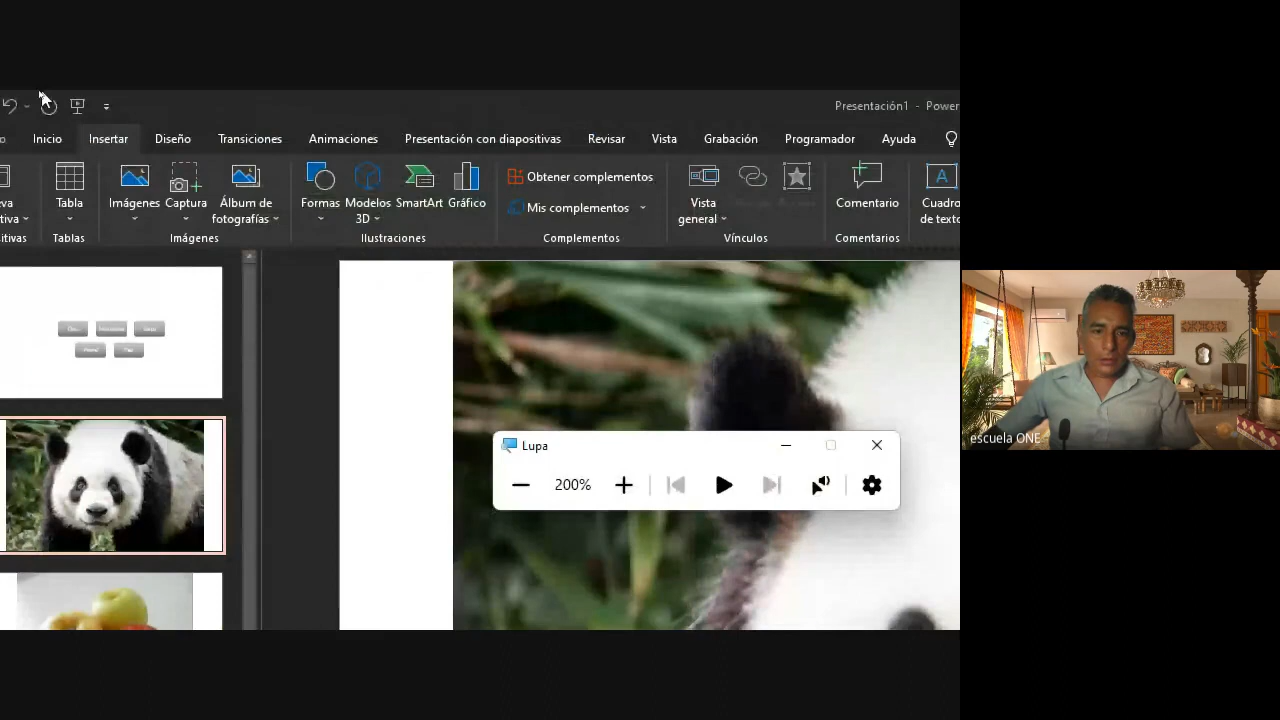 Presentación1 - Power
Inicio Insertar Diseño Transiciones Animaciones Presentación con diapositivas Revisar Vista Grabación Programador Ayuda
Tabla
Imágenes
Captura
Álbum de
fotografías
Formas
Modelos
3D
SmartArt
Gráfico
Obtener complementos
Mis complementos
Vista
general
Comentario
Cuadro
de texto
Tablas Imágenes Ilustraciones Complementos Vínculos Comentarios
Lupa
200%
escuela ONE